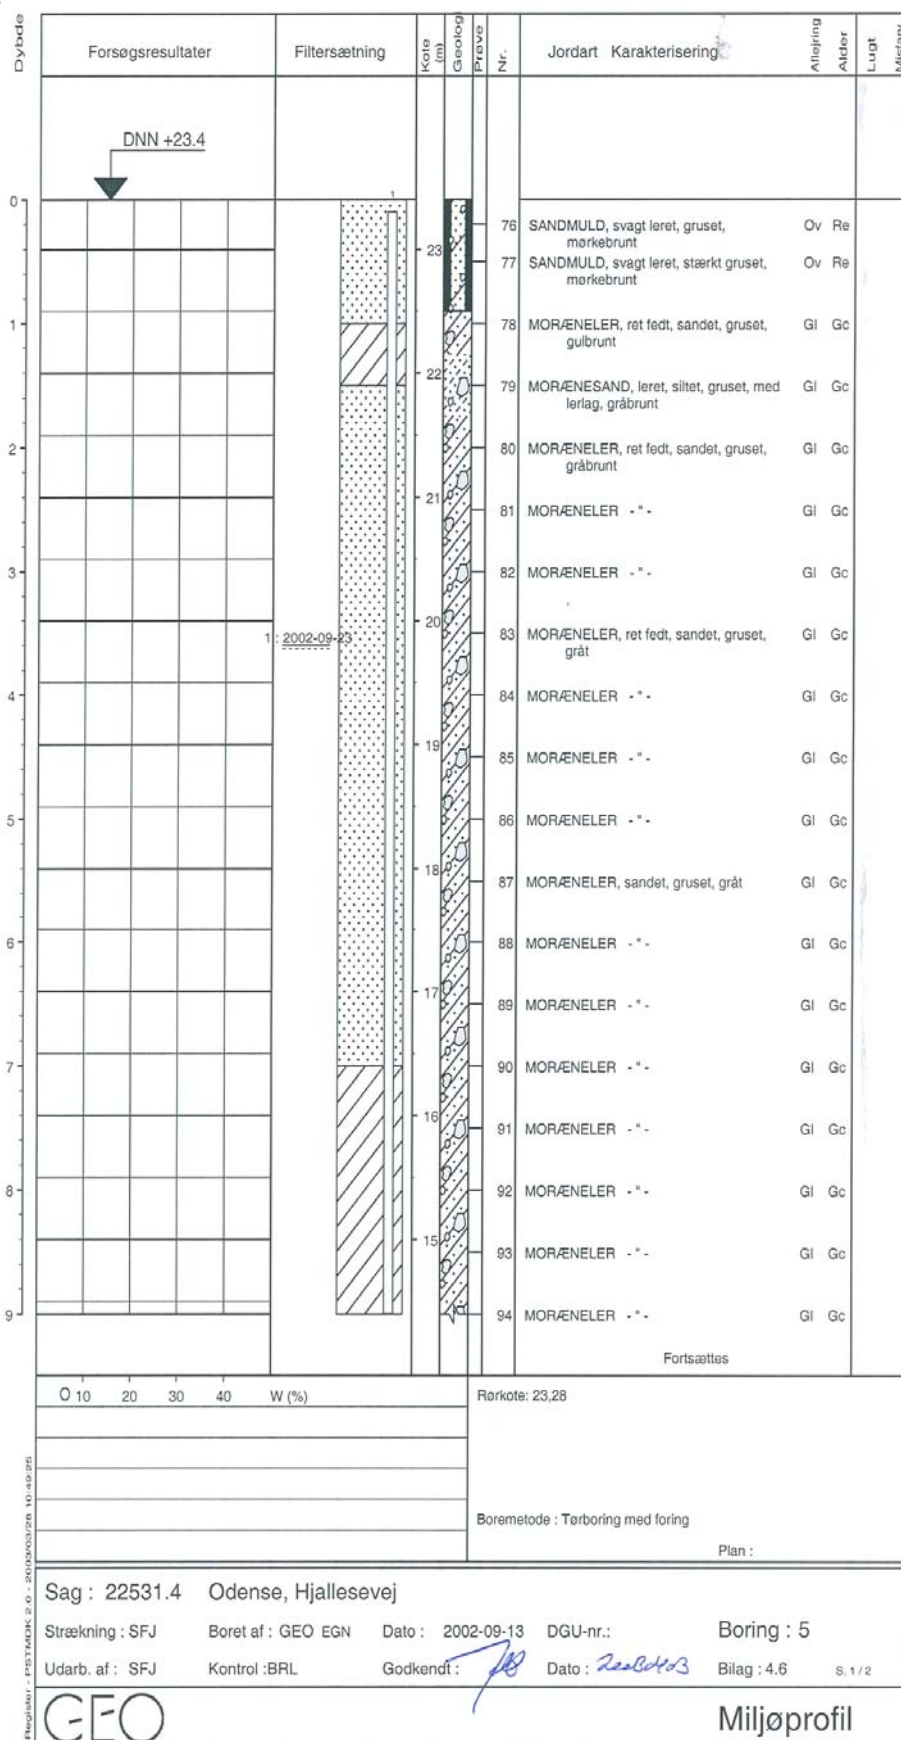 Dybde Forsøgsresultater Filtersætning Kote (m) Geologi Prøve Nr. Jordart Karakterisering Aflejring Alder Lugt
DNN +23.4
1
0
76 SANDMULD, svagt leret, gruset, Ov Re
mørkebrunt
23
77 SANDMULD, svagt leret, stærkt gruset, Ov Re
mørkebrunt
1 78 MORÆNELER, ret fedt, sandet, gruset, Gl Gc
gulbrunt
22
79 MORÆNESAND, leret, siltet, gruset, med Gl Gc
lerlag, gråbrunt
2 80 MORÆNELER, ret fedt, sandet, gruset, Gl Gc
gråbrunt
21
81 MORÆNELER -"- Gl Gc
3 82 MORÆNELER -"- Gl Gc
20
1 : 2002-09-23 83 MORÆNELER, ret fedt, sandet, gruset, Gl Gc
gråt
4 84 MORÆNELER -"- Gl Gc
19
85 MORÆNELER -"- Gl Gc
5 86 MORÆNELER -"- Gl Gc
18
87 MORÆNELER, sandet, gruset, gråt Gl Gc
6 88 MORÆNELER -"- Gl Gc
17
89 MORÆNELER -"- Gl Gc
7 90 MORÆNELER -"- Gl Gc
16
91 MORÆNELER -"- Gl Gc
8 92 MORÆNELER -"- Gl Gc
15
93 MORÆNELER -"- Gl Gc
9 94 MORÆNELER -"- Gl Gc
Fortsættes
O 10 20 30 40 W (%) Rørkote: 23,28
Boremetode : Tørboring med foring
Plan :
Register - PSTMDK 2.0 - 2003/03/28 10:49:25
Sag : 22531.4 Odense, Hjallesevej
Strækning : SFJ Boret af : GEO EGN Dato : 2002-09-13 DGU-nr.: Boring : 5
Udarb. af : SFJ Kontrol :BRL Godkendt : Dato : Bilag : 4.6 S. 1/2
GEO Miljøprofil